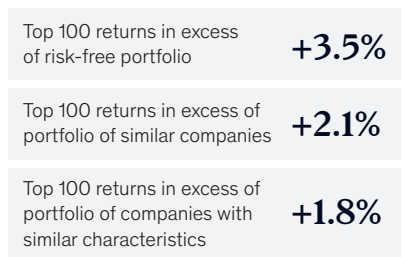 Top 100 returns in excess
of risk-free portfolio
+3.5%
Top 100 returns in excess of
portfolio of similar companies
+2.1%
Top 100 returns in excess of
portfolio of companies with
similar characteristics
+1.8%